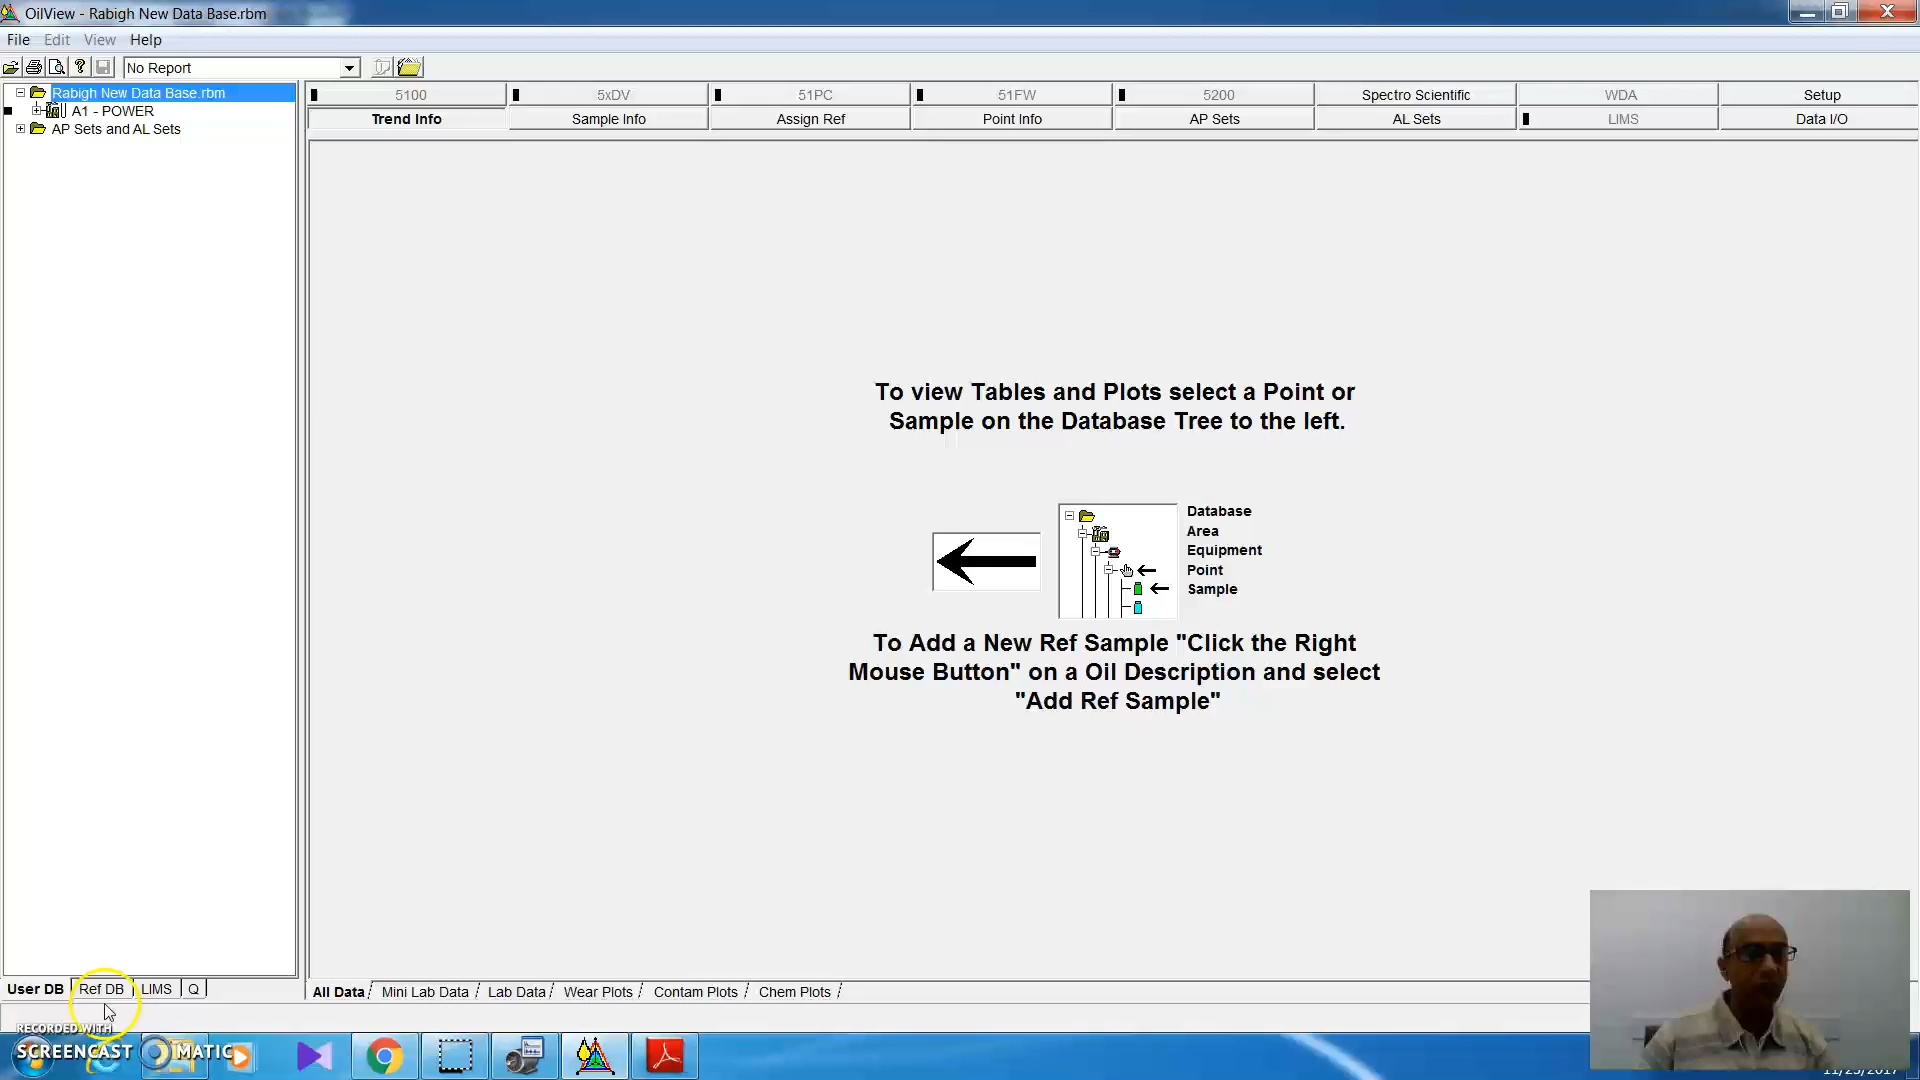 OilView - Rabigh New Data Base.rbm
File Edit View Help
No Report
Rabigh New Data Base.rbm
A1 - POWER
AP Sets and AL Sets
5100 5xDV 51PC 51FW 5200 Spectro Scientific WDA Setup
Trend Info Sample Info Assign Ref Point Info AP Sets AL Sets LIMS Data I/O
To view Tables and Plots select a Point or
Sample on the Database Tree to the left.
Database
Area
Equipment
Point
Sample
To Add a New Ref Sample "Click the Right
Mouse Button" on a Oil Description and select
"Add Ref Sample"
User DB Ref DB LIMS Q
All Data Mini Lab Data Lab Data Wear Plots Contam Plots Chem Plots
RECORDED WITH
SCREENCAST MATIC